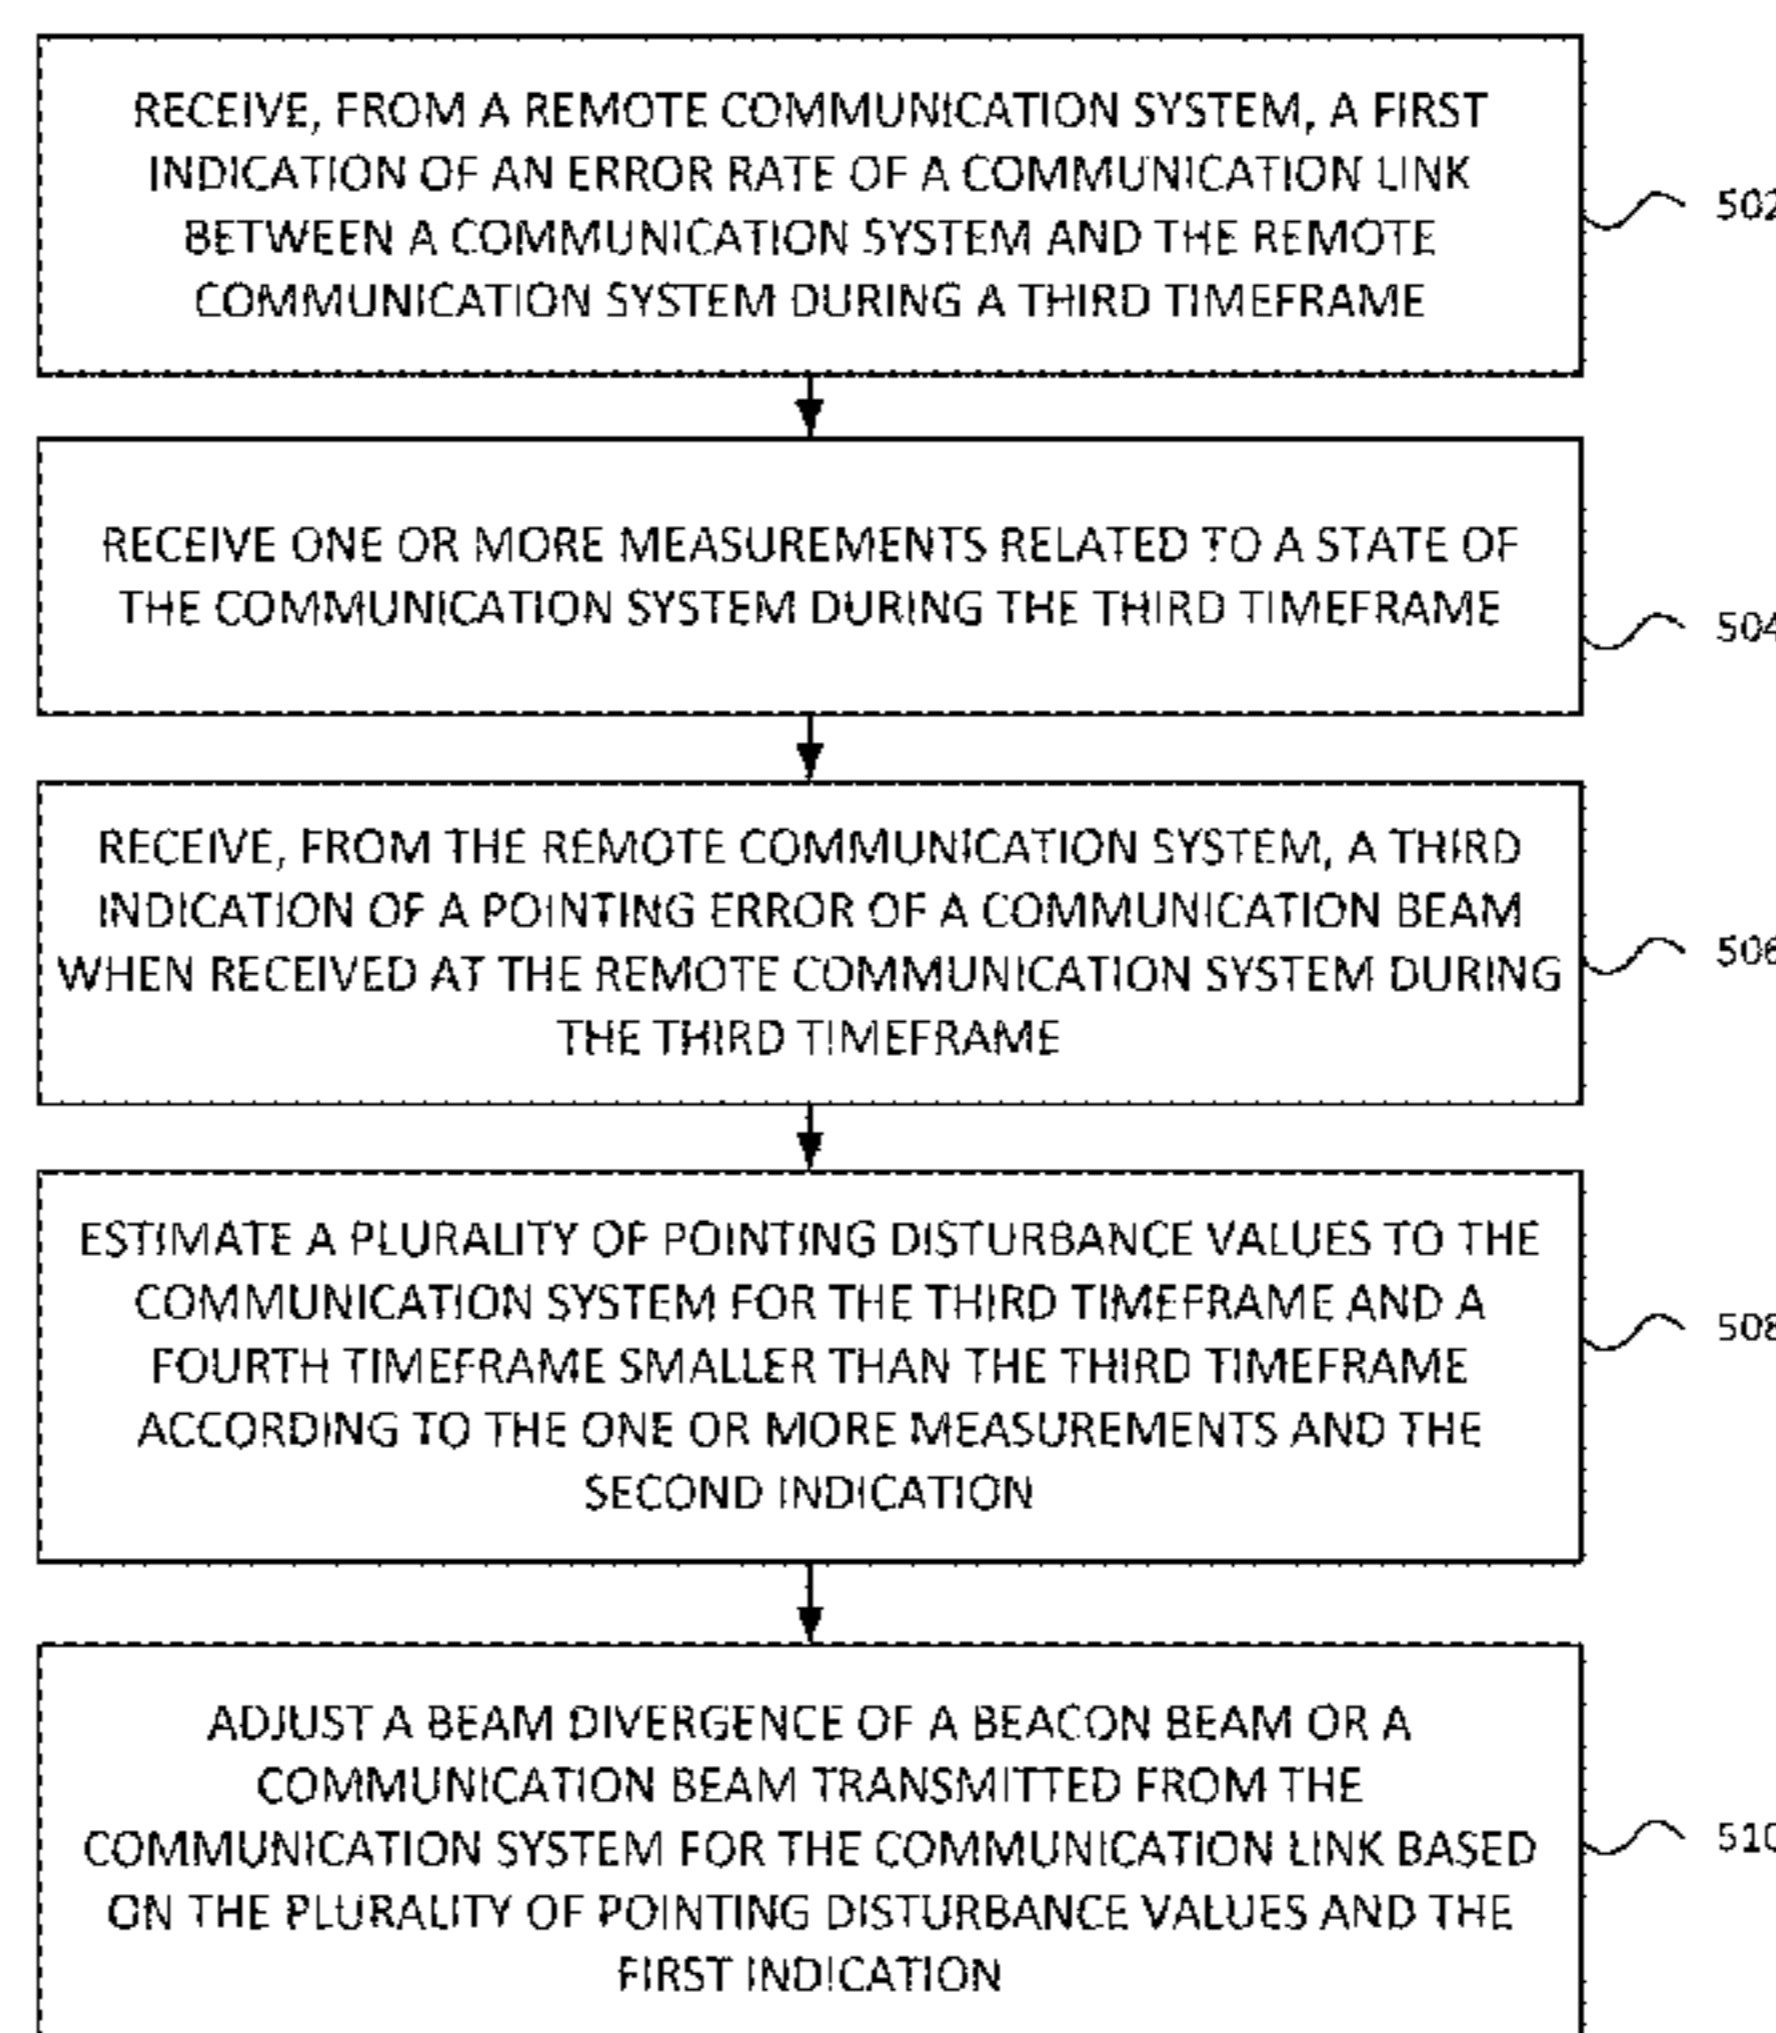 RECEIVE, FROM A REMOTE COMMUNICATION SYSTEM, A FIRST
INDICATION OF AN ERROR RATE OF A COMMUNICATION LINK
BETWEEN A COMMUNICATION SYSTEM AND THE REMOTE
COMMUNICATION SYSTEM DURING A THIRD TIMEFRAME
502
RECEIVE ONE OR MORE MEASUREMENTS RELATED TO A STATE OF
THE COMMUNICATION SYSTEM DURING THE THIRD TIMEFRAME
504
RECEIVE, FROM THE REMOTE COMMUNICATION SYSTEM, A THIRD
INDICATION OF A POINTING ERROR OF A COMMUNICATION BEAM
WHEN RECEIVED AT THE REMOTE COMMUNICATION SYSTEM DURING
THE THIRD TIMEFRAME
506
ESTIMATE A PLURALITY OF POINTING DISTURBANCE VALUES TO THE
COMMUNICATION SYSTEM FOR THE THIRD TIMEFRAME AND A
FOURTH TIMEFRAME SMALLER THAN THE THIRD TIMEFRAME
ACCORDING TO THE ONE OR MORE MEASUREMENTS AND THE
SECOND INDICATION
508
ADJUST A BEAM DIVERGENCE OF A BEACON BEAM OR A
COMMUNICATION BEAM TRANSMITTED FROM THE
COMMUNICATION SYSTEM FOR THE COMMUNICATION LINK BASED
ON THE PLURALITY OF POINTING DISTURBANCE VALUES AND THE
FIRST INDICATION
510